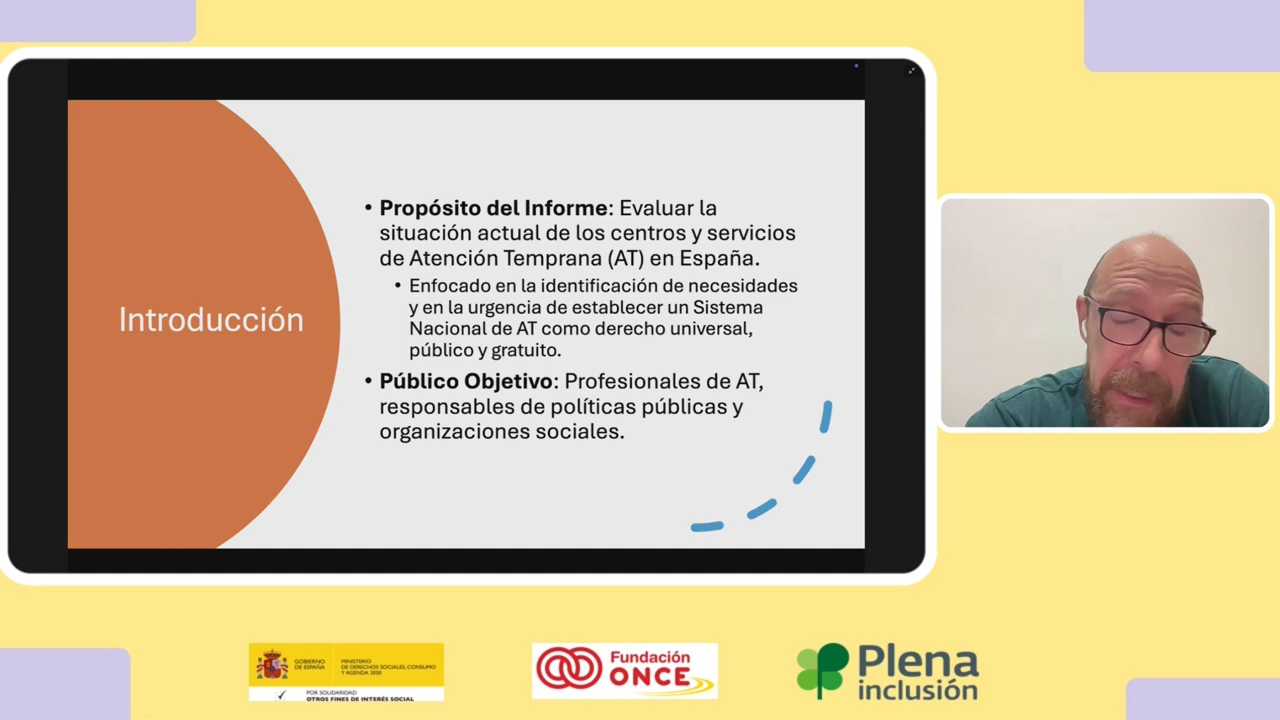 Introducción
• Propósito del Informe: Evaluar la
situación actual de los centros y servicios
de Atención Temprana (AT) en España.
• Enfocado en la identificación de necesidades
y en la urgencia de establecer un Sistema
Nacional de AT como derecho universal,
público y gratuito.
• Público Objetivo: Profesionales de AT,
responsables de políticas públicas y
organizaciones sociales.
GOBIERNO
DE ESPAÑA
MINISTERIO
DE DERECHOS SOCIALES, CONSUMO
Y AGENDA 2030
POR SOLIDARIDAD
OTROS FINES DE INTERÉS SOCIAL
Fundación
ONCE
Plena
inclusión